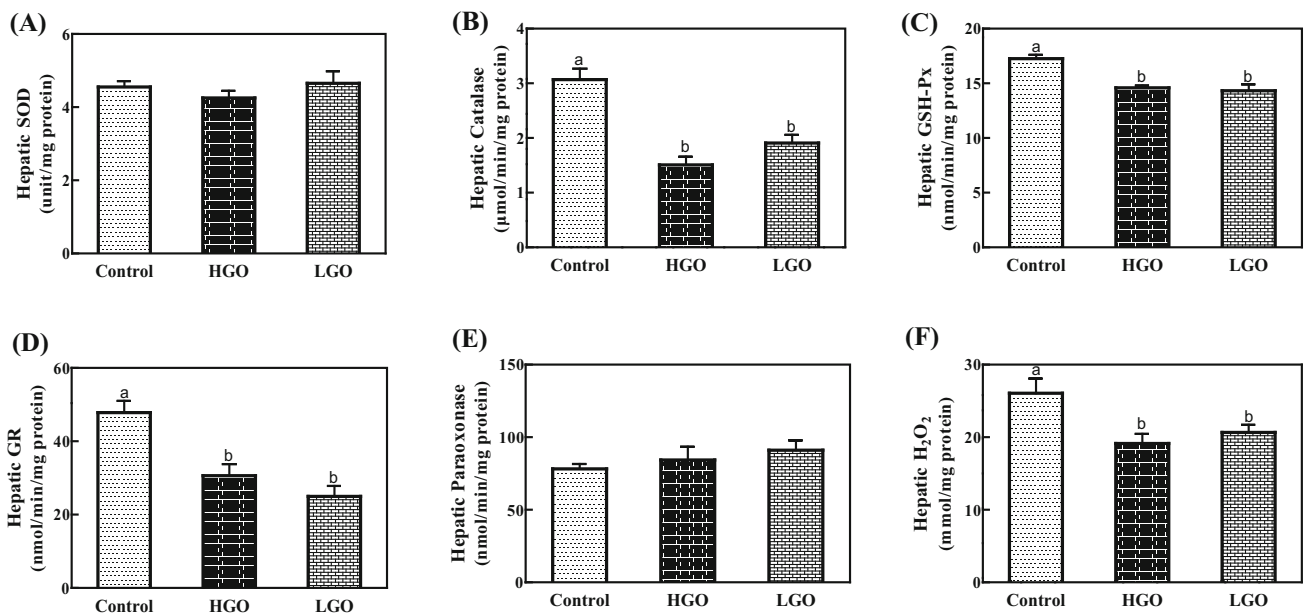 (A)
Hepatic SOD
(unit/mg protein)
6
4
2
0
Control HGO LGO
(B)
Hepatic Catalase
(μmol/min/mg protein)
4
3
2
1
0
a
b
b
Control HGO LGO
(C)
Hepatic GSH-Px
(nmol/min/mg protein)
20
15
10
5
0
a
b
b
Control HGO LGO
(D)
Hepatic GR
(nmol/min/mg protein)
60
40
20
0
a
b
b
Control HGO LGO
(E)
Hepatic Paraoxonase
(nmol/min/mg protein)
150
100
50
0
Control HGO LGO
(F)
Hepatic H₂O₂
(m mol/mg protein)
30
20
10
0
a
b
b
Control HGO LGO